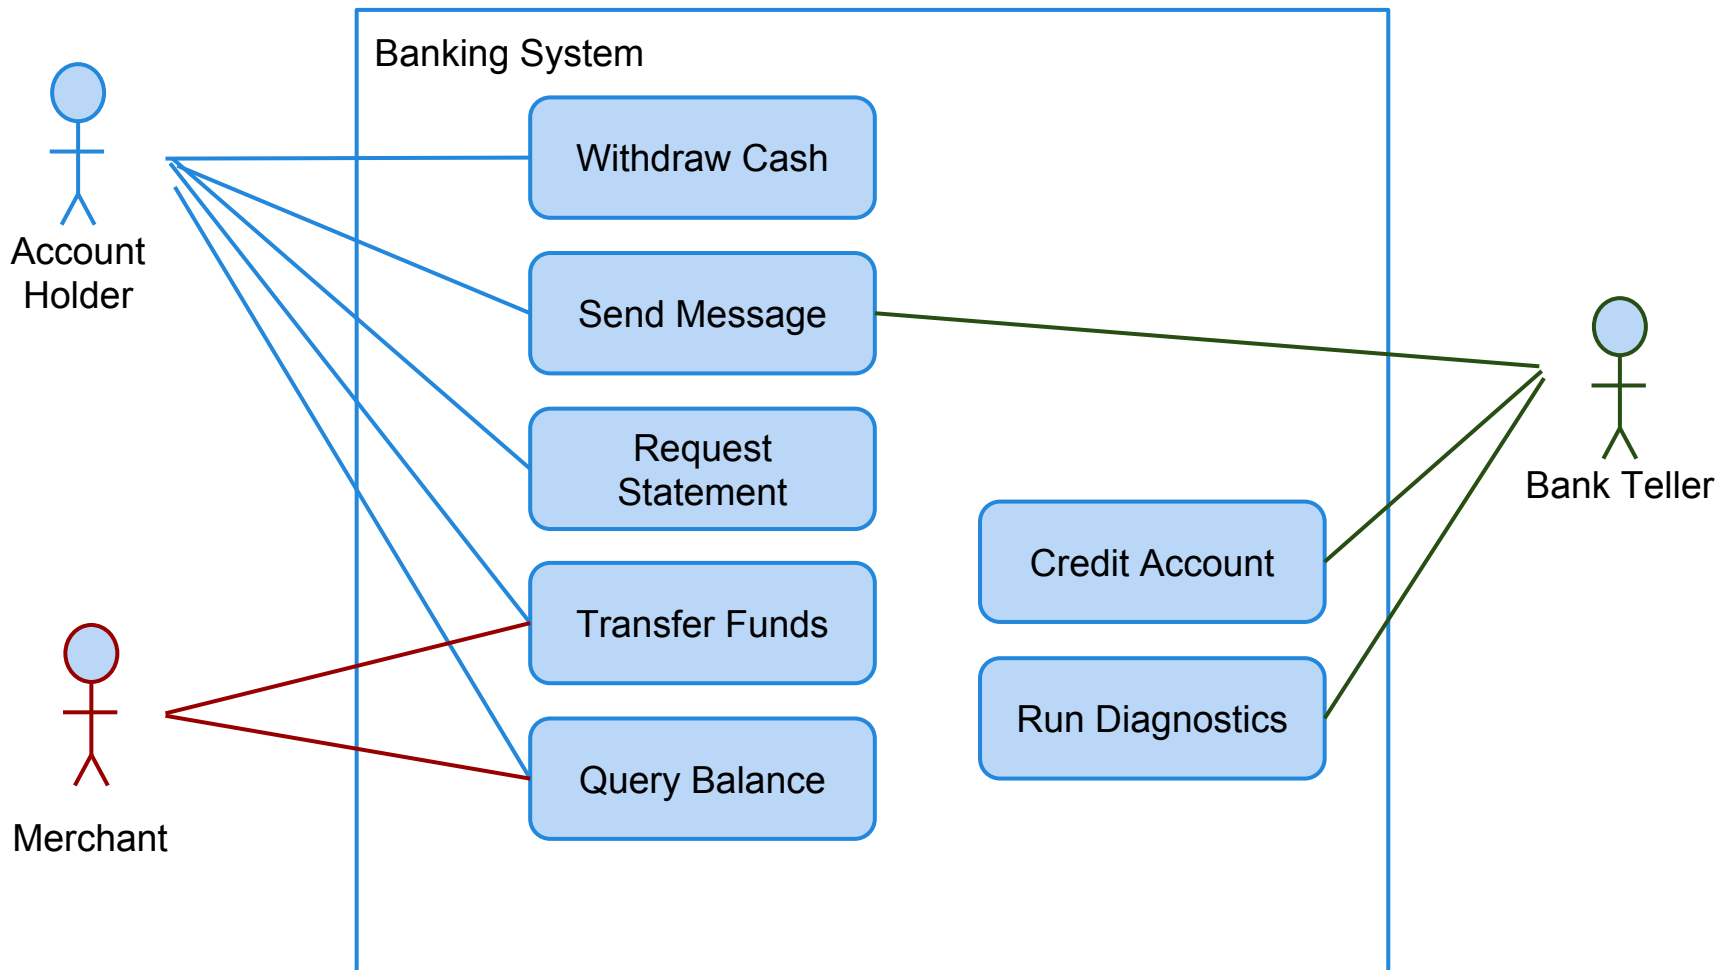 Banking System
Account
Holder
Withdraw Cash
Send Message
Request
Statement
Transfer Funds
Query Balance
Merchant
Credit Account
Run Diagnostics
Bank Teller